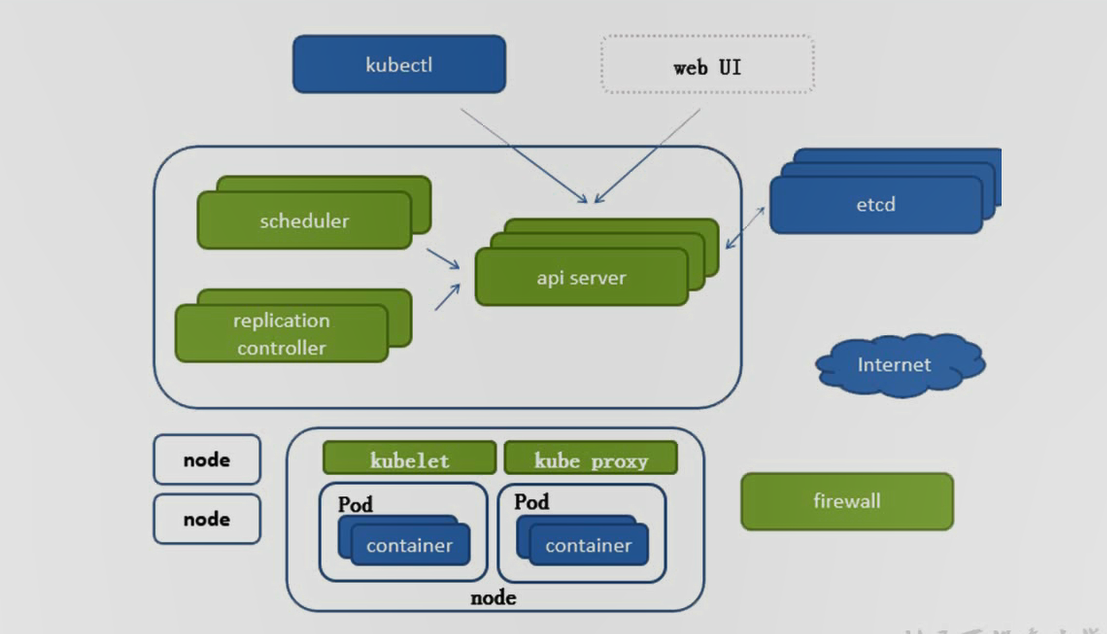 kubectl
web UI
scheduler
etcd
api server
replication
controller
Internet
node
kubelet
kube proxy
Pod
Pod
firewall
node
container
container
node